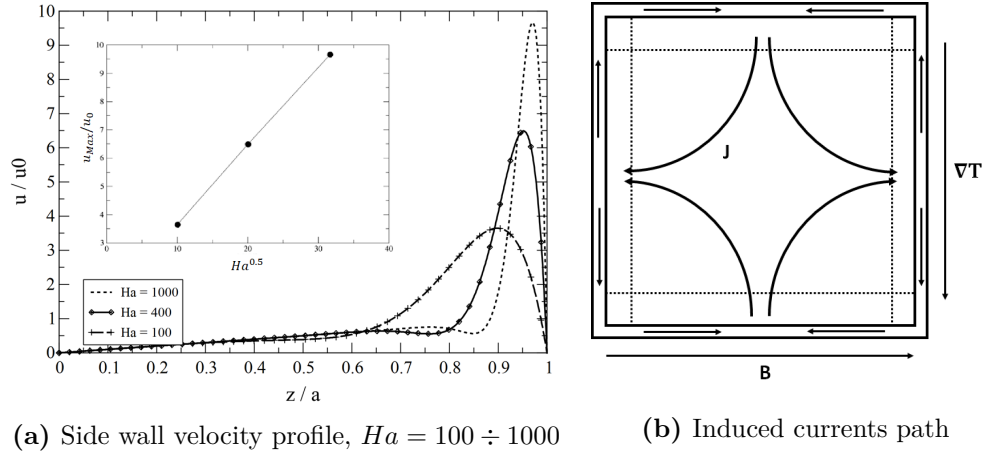 10
9
8
7
6
5
4
3
2
1
0
u / u0
0
0.1
0.2
0.3
0.4
0.5
0.6
0.7
0.8
0.9
1
z / a
10
9
8
7
6
5
4
3
u_Max/u_0
0
10
20
30
40
Ha^0.5
Ha = 1000
Ha = 400
Ha = 100
(a) Side wall velocity profile, Ha = 100 ÷ 1000
J
∇T
B
(b) Induced currents path